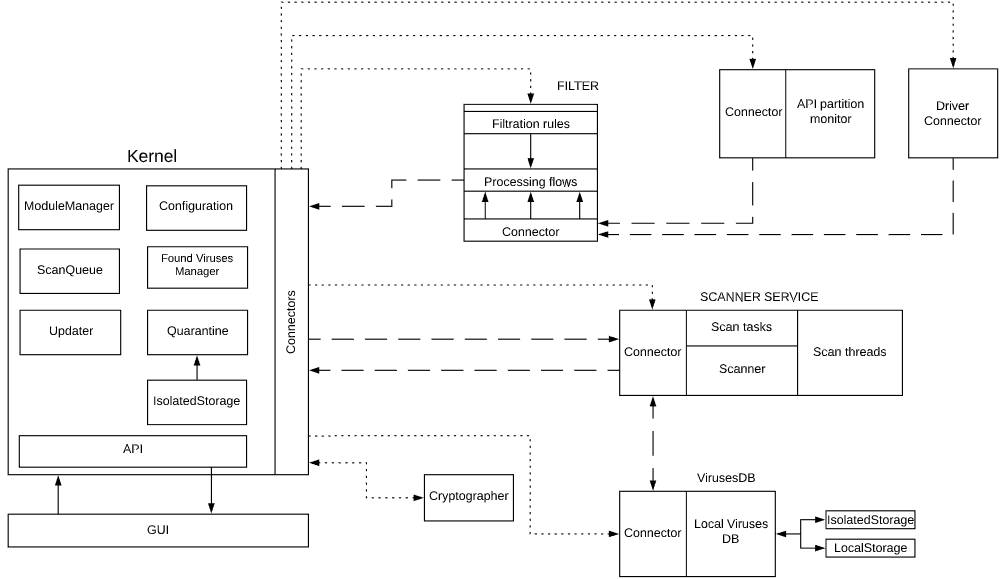 FILTER
Filtration rules
Processing flows
Connector
Connector
API partition
monitor
Driver
Connector
Kernel
ModuleManager
Configuration
ScanQueue
Found Viruses
Manager
Updater
Quarantine
IsolatedStorage
API
Connectors
GUI
SCANNER SERVICE
Connector
Scan tasks
Scanner
Scan threads
Cryptographer
VirusesDB
Connector
Local Viruses
DB
IsolatedStorage
LocalStorage